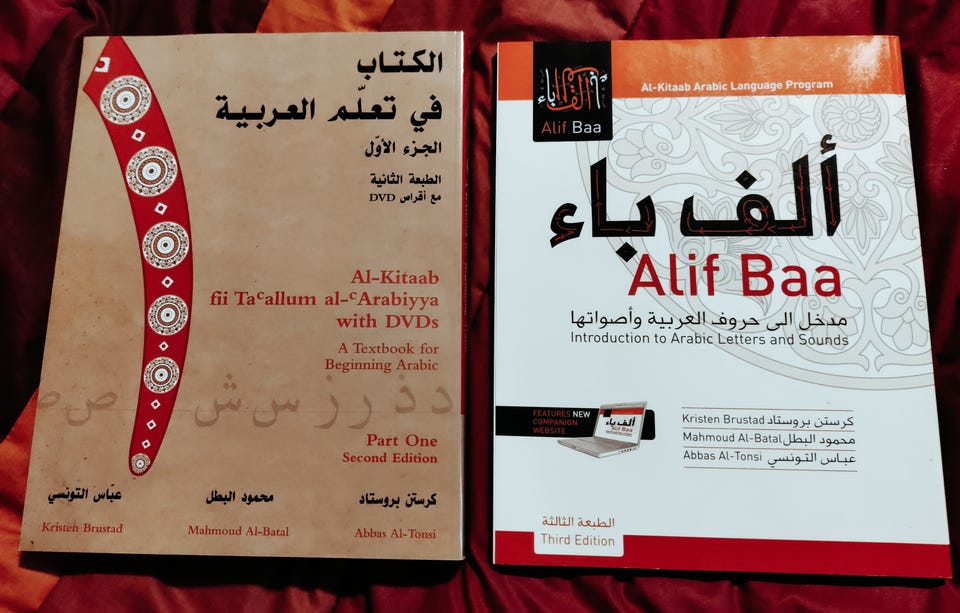 الكتاب
في تعلّم العربية
الجزء الأوّل
الطبعة الثانية
مع أقراص DVD
Al-Kitaab
fii Taᶜallum al-ᶜArabiyya
with DVDs
A Textbook for
Beginning Arabic
د ذ ر ز س ش ص ض
Part One
Second Edition
عبّاس التونسي محمود البطل كرستن بروستاد
Kristen Brustad Mahmoud Al-Batal Abbas Al-Tonsi
Al-Kitaab Arabic Language Program
Alif Baa
ألف باء
Alif Baa
مدخل الى حروف العربية وأصواتها
Introduction to Arabic Letters and Sounds
FEATURES NEW
COMPANION
WEBSITE
ألف باء
Alif Baa
Kristen Brustad كرستن بروستاد
Mahmoud Al-Batal محمود البطل
Abbas Al-Tonsi عباس التونسي
الطبعة الثالثة
Third Edition